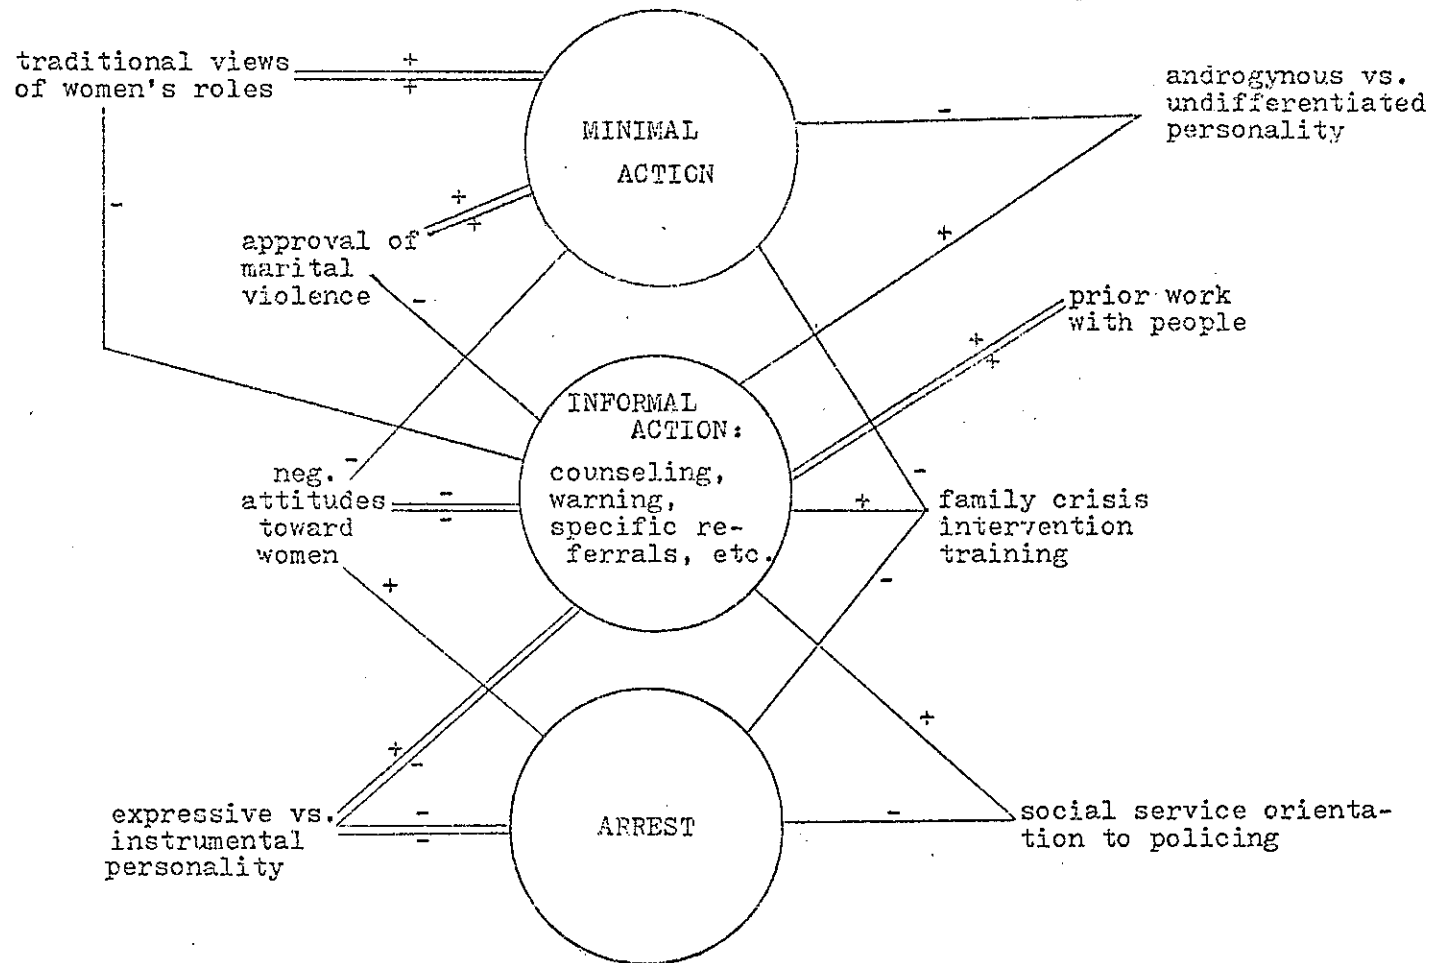 traditional views
of women's roles
+
+
MINIMAL
ACTION
androgynous vs.
undifferentiated
personality
-
-
+
+
approval of
marital
violence
-
+
prior work
with people
+
+
INFORMAL
ACTION:
counseling,
warning,
specific re-
ferrals, etc.
neg.
attitudes
toward
women
-
-
-
+
+
-
-
family crisis
intervention
training
+
-
-
-
expressive vs.
instrumental
personality
ARREST
+
-
social service orienta-
tion to policing